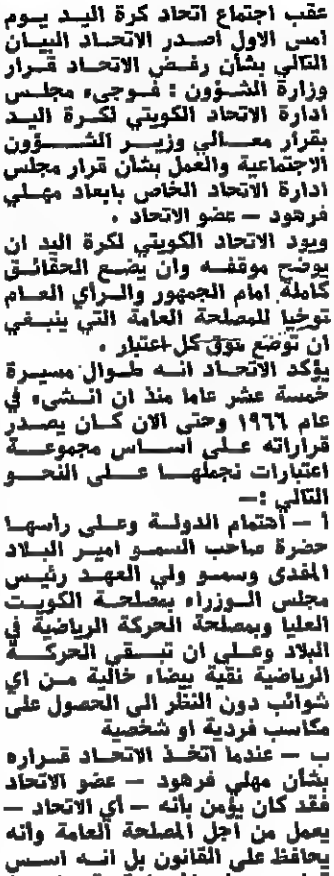 عقب اجتماع اتحاد كرة اليد يوم
امس الاول اصدر الاتحاد البيان
التالي بشأن رفض الاتحاد قرار
وزارة الشؤون : فوجيء مجلس
ادارة الاتحاد الكويتي لكرة اليد
بقرار معالي وزير الشؤون
الاجتماعية والعمل بشأن قرار مجلس
ادارة الاتحاد الخاص بابعاد مهلي
فرهود — عضو الاتحاد .
ويود الاتحاد الكويتي لكرة اليد ان
يوضح موقفه وان يضع الحقائق
كاملة امام الجمهور والرأي العام
توخيا للمصلحة العامة التي ينبغي
ان توضع فوق كل اعتبار .
يؤكد الاتحاد انه طوال مسيرة
خمسة عشر عاما منذ ان انشيء في
عام ١٩٦٦ وحتى الان كان يصدر
قراراته على اساس مجموعة
اعتبارات نجملها على النحو
التالي :—
أ — اهتمام الدولة وعلى راسها
حضرة صاحب السمو امير البلاد
المفدى وسمو ولي العهد رئيس
مجلس الوزراء بمصلحة الكويت
العليا وبمصلحة الحركة الرياضية في
البلاد وعلى ان تبقي الحركة
الرياضية نقية بيضاء خالية من اي
شوائب دون النظر الى الحصول على
مكاسب فردية او شخصية
ب — عندما اتخذ الاتحاد قراره
بشأن مهلي فرهود — عضو الاتحاد
فقد كان يؤمن بأنه — أي الاتحاد —
يعمل من اجل المصلحة العامة وانه
يحافظ على القانون بل انه اسس